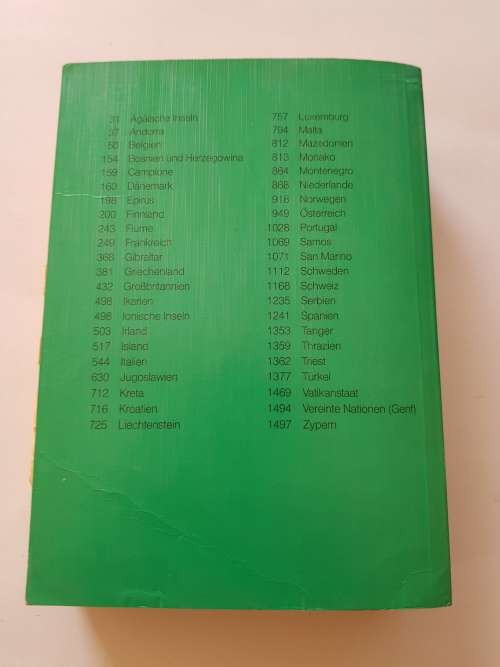 31 Ägäische Inseln
37 Andorra
50 Belgien
154 Bosnien und Herzegowina
159 Campione
160 Dänemark
198 Epirus
200 Finnland
243 Fiume
249 Frankreich
368 Gibraltar
381 Griechenland
432 Großbritannien
498 Ikarien
498 Ionische Inseln
503 Irland
517 Island
544 Italien
630 Jugoslawien
712 Kreta
716 Kroatien
725 Liechtenstein
757 Luxemburg
794 Malta
812 Mazedonien
813 Monako
864 Montenegro
868 Niederlande
918 Norwegen
949 Österreich
1028 Portugal
1069 Samos
1071 San Marino
1112 Schweden
1168 Schweiz
1235 Serbien
1241 Spanien
1353 Tanger
1359 Thrazien
1362 Triest
1377 Türkei
1469 Vatikanstaat
1494 Vereinte Nationen (Genf)
1497 Zypern